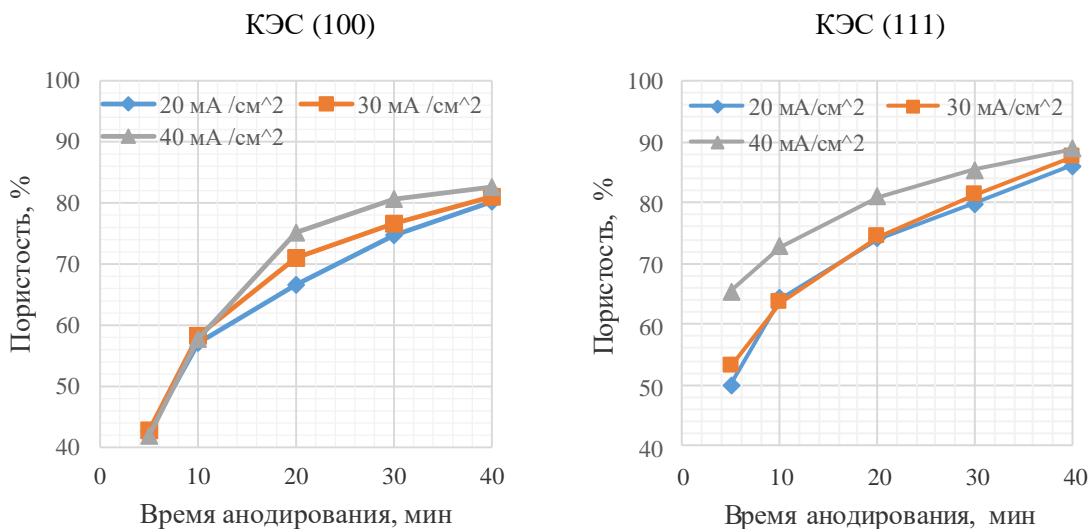 КЭС (100)
100
90
80
70
60
50
40
0
10
20
30
40
20 мА /см^2
30 мА /см^2
40 мА /см^2
Пористость, %
Время анодирования, мин
КЭС (111)
100
90
80
70
60
50
40
0
10
20
30
40
20 мА/см^2
30 мА/см^2
40 мА/см^2
Пористость, %
Время анодирования, мин